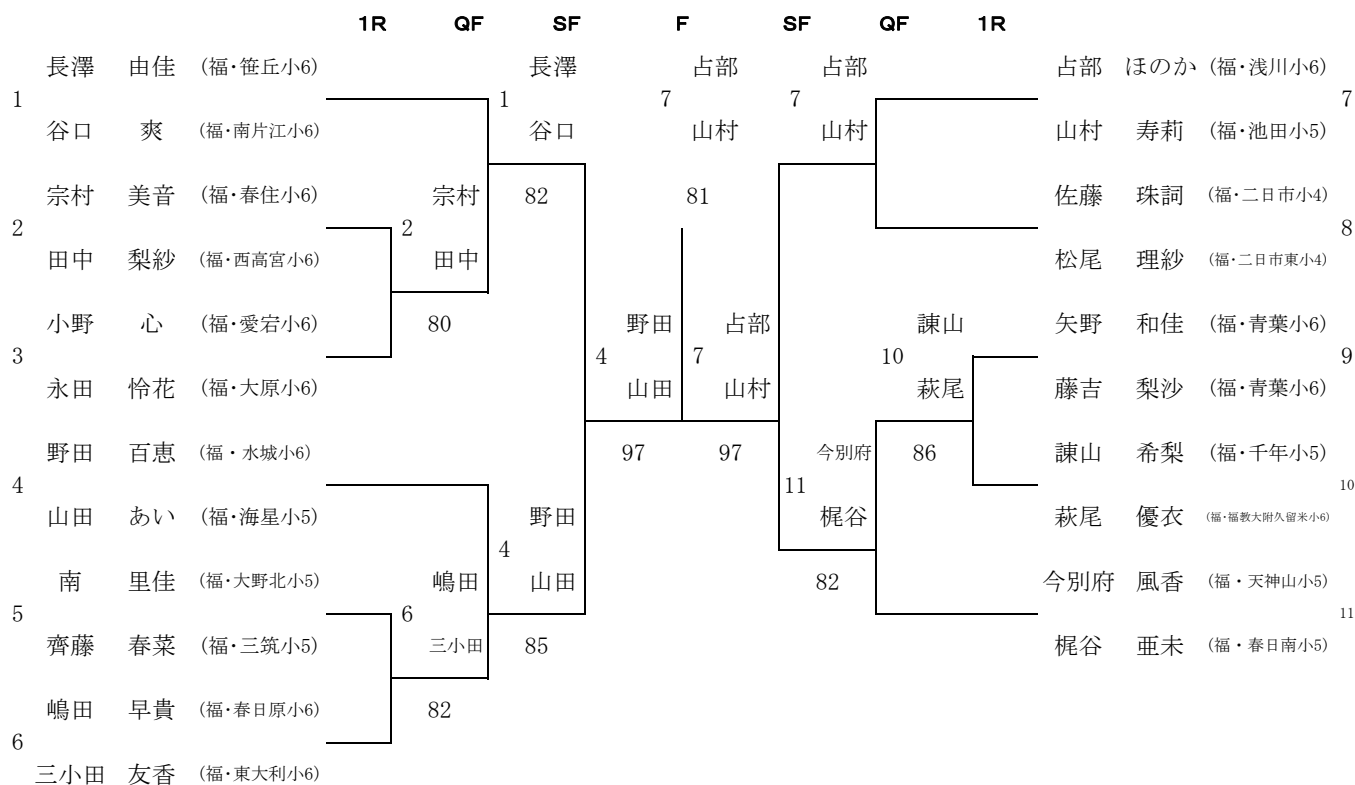 1R QF SF F SF QF 1R
長澤 由佳 (福・笹丘小6) 長澤 占部 占部 占部 ほのか (福・浅川小6)
1 1 7 7 7
谷口 爽 (福・南片江小6) 谷口 山村 山村 山村 寿莉 (福・池田小5)
宗村 美音 (福・春住小6) 宗村 82 81 佐藤 珠詞 (福・二日市小4)
2 2 8
田中 梨紗 (福・西高宮小6) 田中 松尾 理紗 (福・二日市東小4)
小野 心 (福・愛宕小6) 80 野田 占部 諌山 矢野 和佳 (福・青葉小6)
3 4 7 10 9
永田 怜花 (福・大原小6) 山田 山村 萩尾 藤吉 梨沙 (福・青葉小6)
野田 百恵 (福・水城小6) 97 97 今別府 86 諌山 希梨 (福・千年小5)
4 11 10
山田 あい (福・海星小5) 野田 梶谷 萩尾 優衣 (福・福教大附久留米小6)
4
南 里佳 (福・大野北小5) 嶋田 山田 82 今別府 風香 (福・天神山小5)
5 6 11
齊藤 春菜 (福・三筑小5) 三小田 85 梶谷 亜未 (福・春日南小5)
嶋田 早貴 (福・春日原小6) 82
6
三小田 友香 (福・東大利小6)